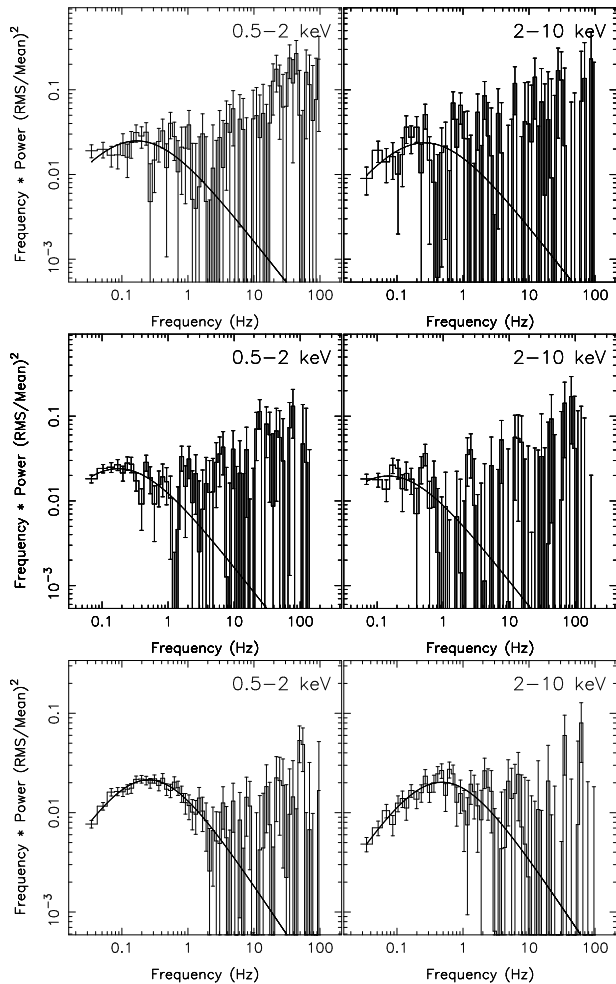 0.5−2 keV
2−10 keV
Frequency * Power (RMS/Mean)²
0.1
0.01
10⁻³
0.1 1 10 100
0.1 1 10 100
Frequency (Hz)
Frequency (Hz)
0.5−2 keV
2−10 keV
Frequency * Power (RMS/Mean)²
0.1
0.01
10⁻³
0.1 1 10 100
0.1 1 10 100
Frequency (Hz)
Frequency (Hz)
0.5−2 keV
2−10 keV
Frequency * Power (RMS/Mean)²
0.1
0.01
10⁻³
0.1 1 10 100
0.1 1 10 100
Frequency (Hz)
Frequency (Hz)